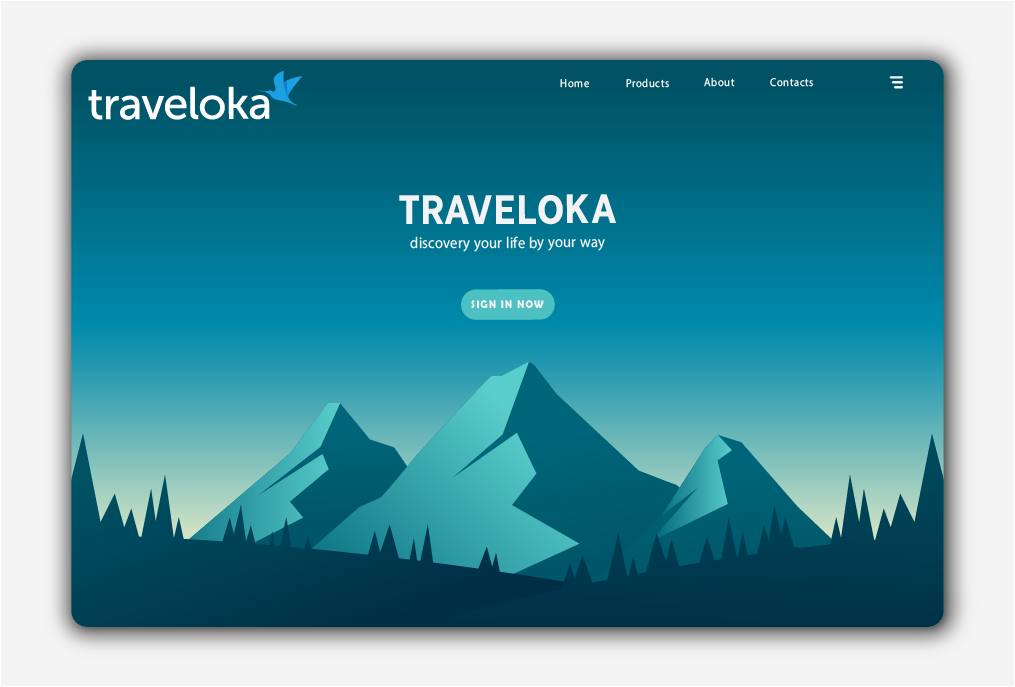 traveloka
Home Products About Contacts
TRAVELOKA
discovery your life by your way
SIGN IN NOW